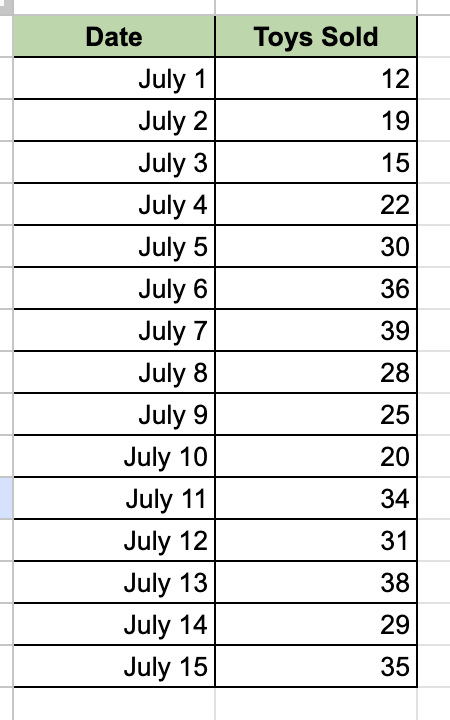 Date Toys Sold
July 1 12
July 2 19
July 3 15
July 4 22
July 5 30
July 6 36
July 7 39
July 8 28
July 9 25
July 10 20
July 11 34
July 12 31
July 13 38
July 14 29
July 15 35